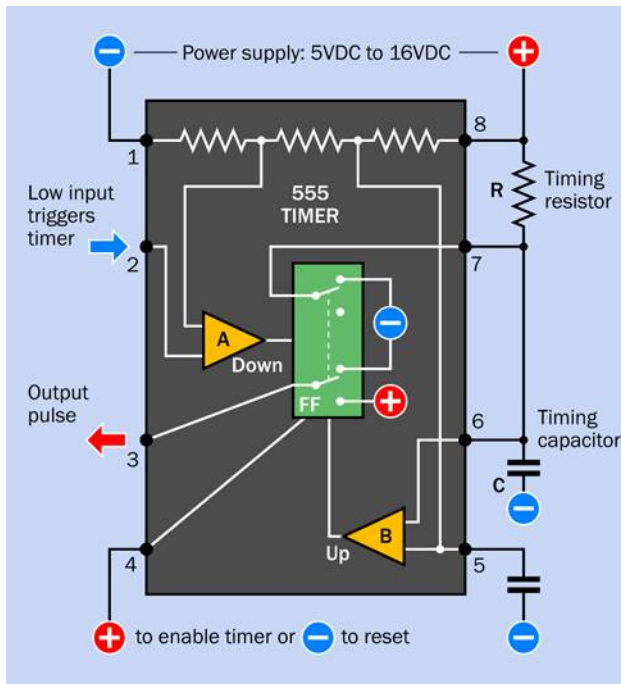 Power supply: 5VDC to 16VDC
1
8
555
TIMER
R
Timing
resistor
Low input
triggers
timer
2
7
A
Down
FF
Output
pulse
3
6
Timing
capacitor
C
B
Up
4
5
to enable timer or
to reset